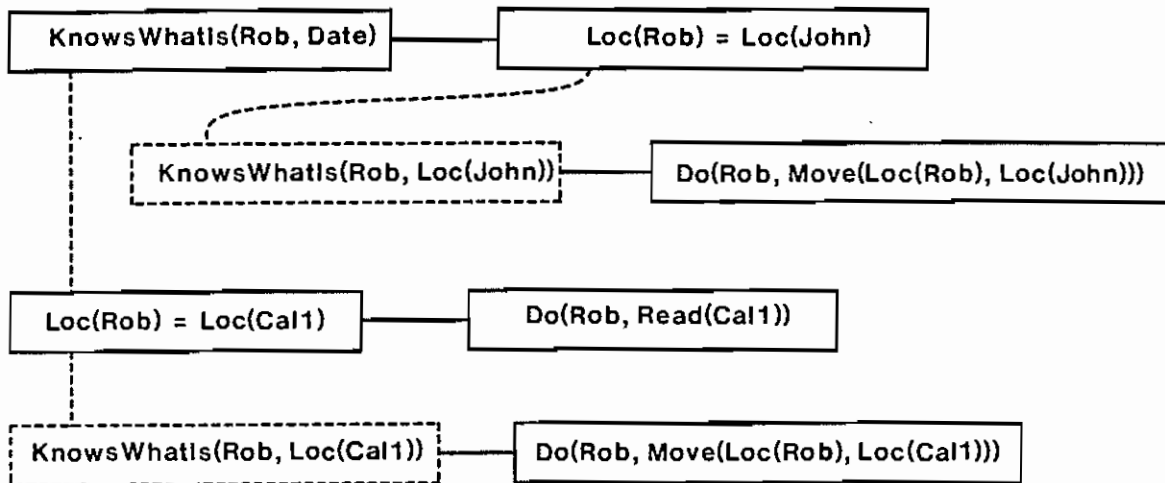 KnowsWhatIs(Rob, Date)
Loc(Rob) = Loc(John)
KnowsWhatIs(Rob, Loc(John))
Do(Rob, Move(Loc(Rob), Loc(John)))
Loc(Rob) = Loc(Cal1)
Do(Rob, Read(Cal1))
KnowsWhatIs(Rob, Loc(Cal1))
Do(Rob, Move(Loc(Rob), Loc(Cal1)))